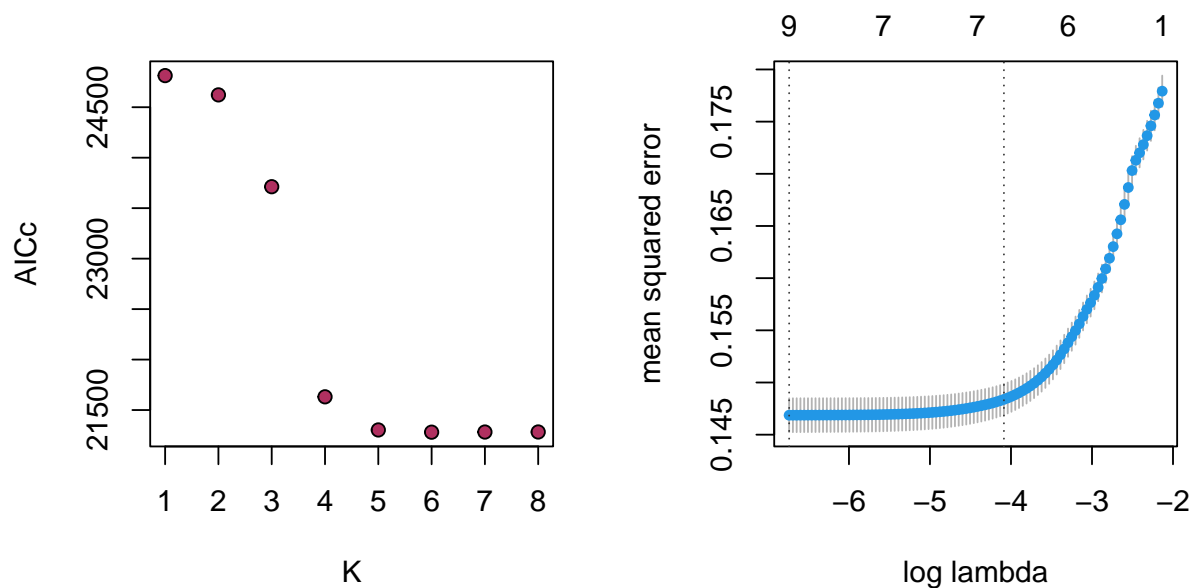 AICc
24500
23000
21500
1 2 3 4 5 6 7 8
K
9 7 7 6 1
mean squared error
0.175
0.165
0.155
0.145
−6 −5 −4 −3 −2
log lambda